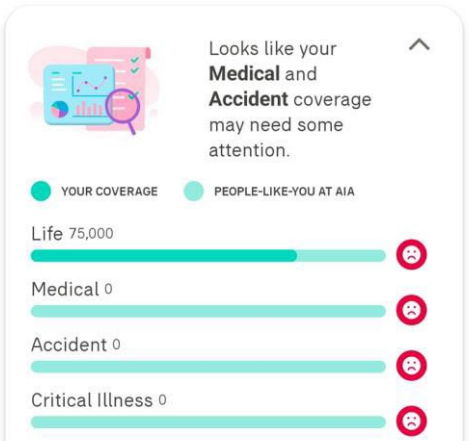 Looks like your
Medical and
Accident coverage
may need some
attention.
YOUR COVERAGE PEOPLE-LIKE-YOU AT AIA
Life 75,000
Medical 0
Accident 0
Critical Illness 0